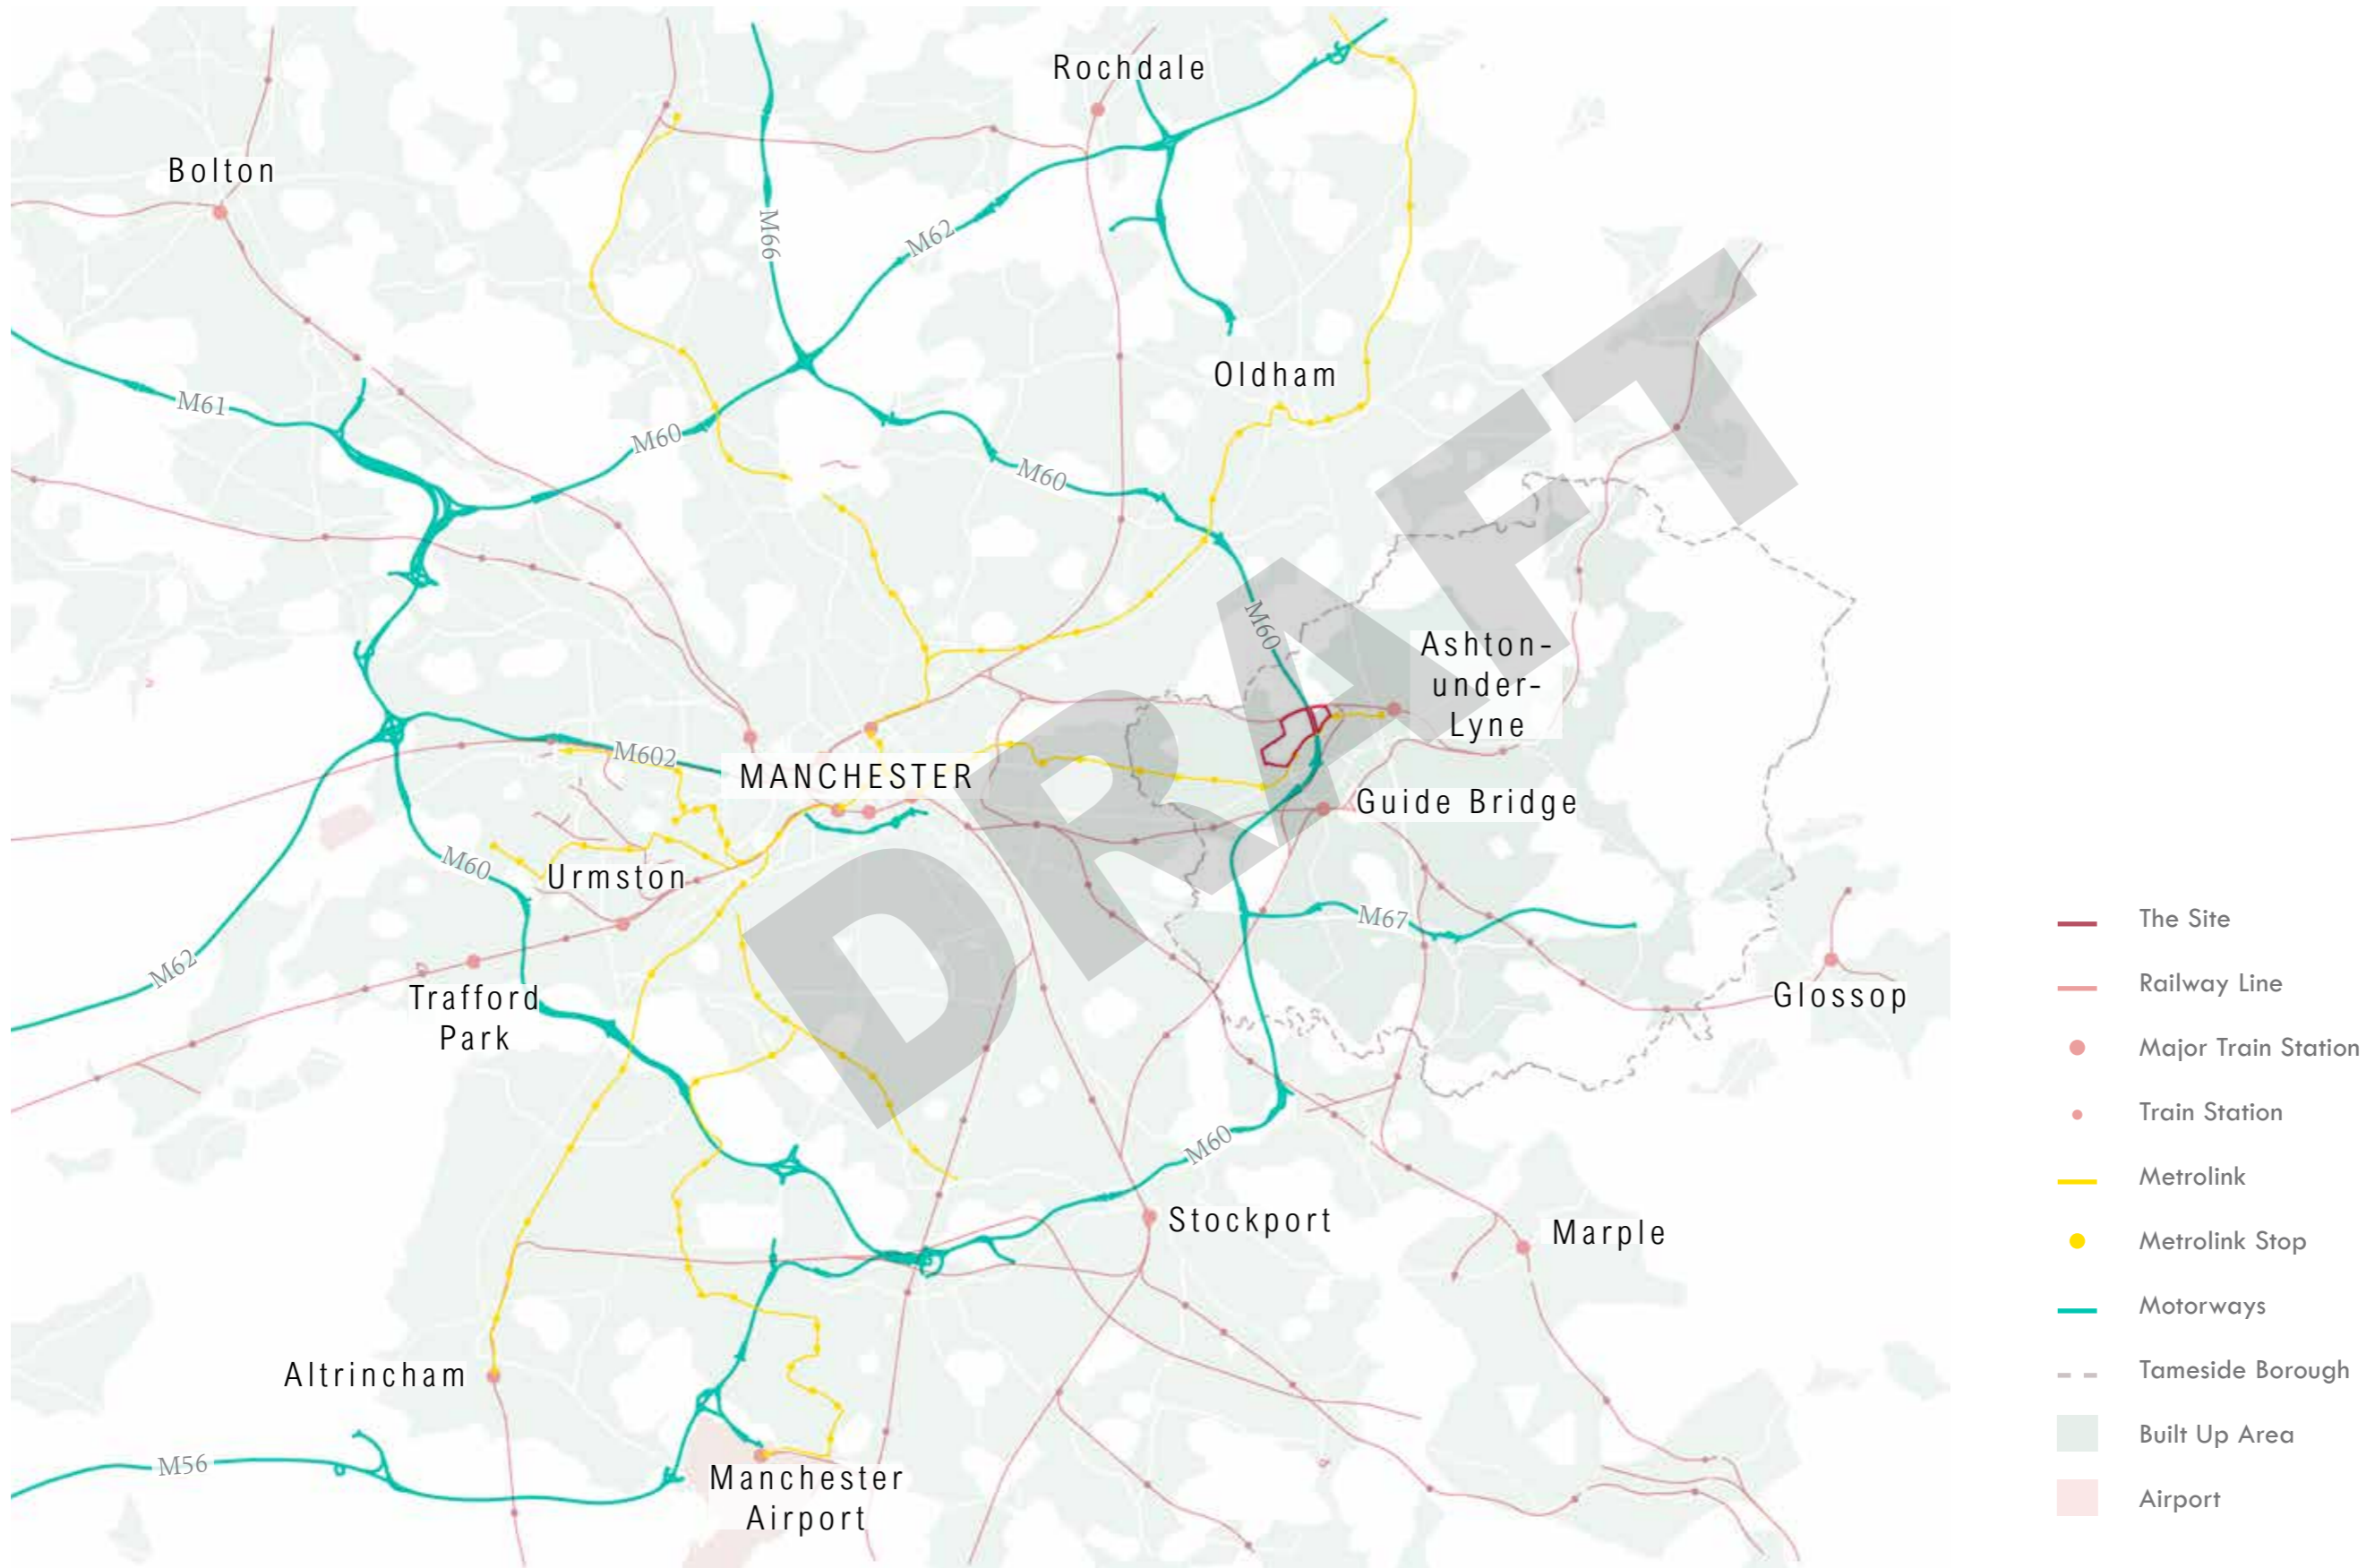 Rochdale
Bolton
M66
M62
Oldham
M61
M60
M60
M60
Ashton-
under-
Lyne
M602
MANCHESTER
Guide Bridge
M60
Urmston
M67
M62
Trafford
Park
Glossop
M60
Stockport
Marple
Altrincham
M56
Manchester
Airport
DRAFT
The Site
Railway Line
Major Train Station
Train Station
Metrolink
Metrolink Stop
Motorways
Tameside Borough
Built Up Area
Airport